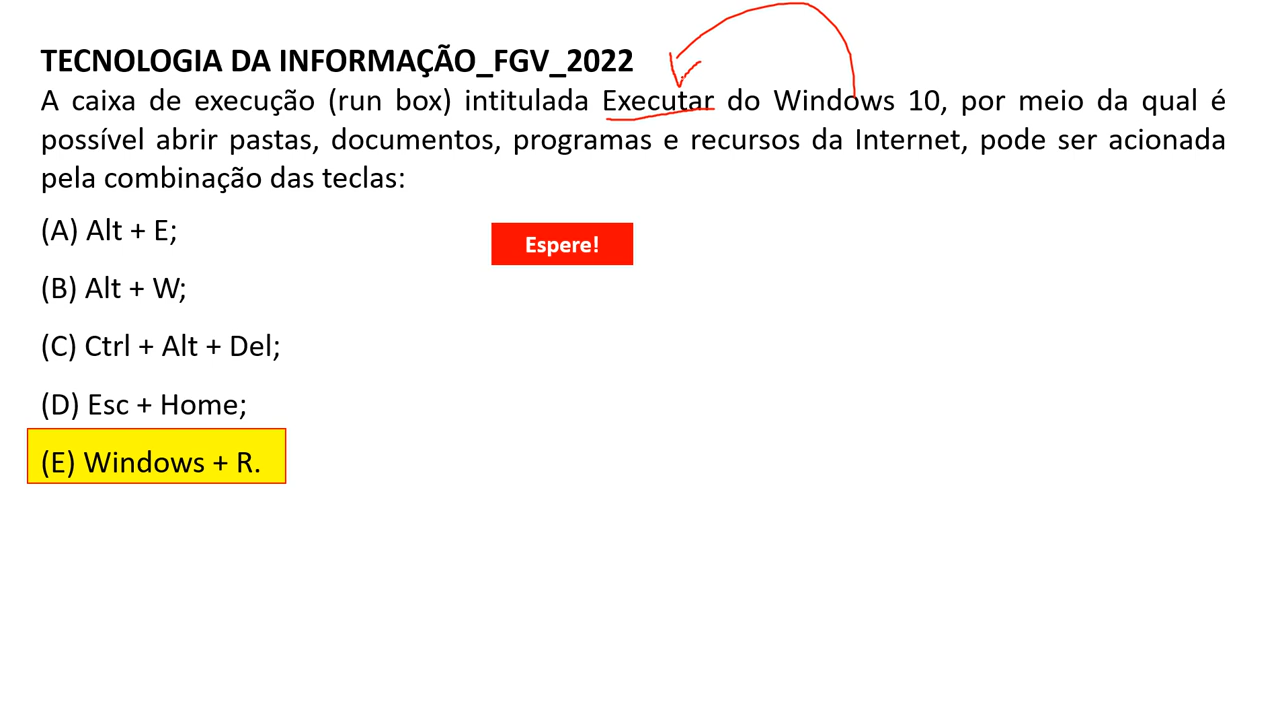 TECNOLOGIA DA INFORMAÇÃO_FGV_2022
A caixa de execução (run box) intitulada Executar do Windows 10, por meio da qual é
possível abrir pastas, documentos, programas e recursos da Internet, pode ser acionada
pela combinação das teclas:
(A) Alt + E;
Espere!
(B) Alt + W;
(C) Ctrl + Alt + Del;
(D) Esc + Home;
(E) Windows + R.